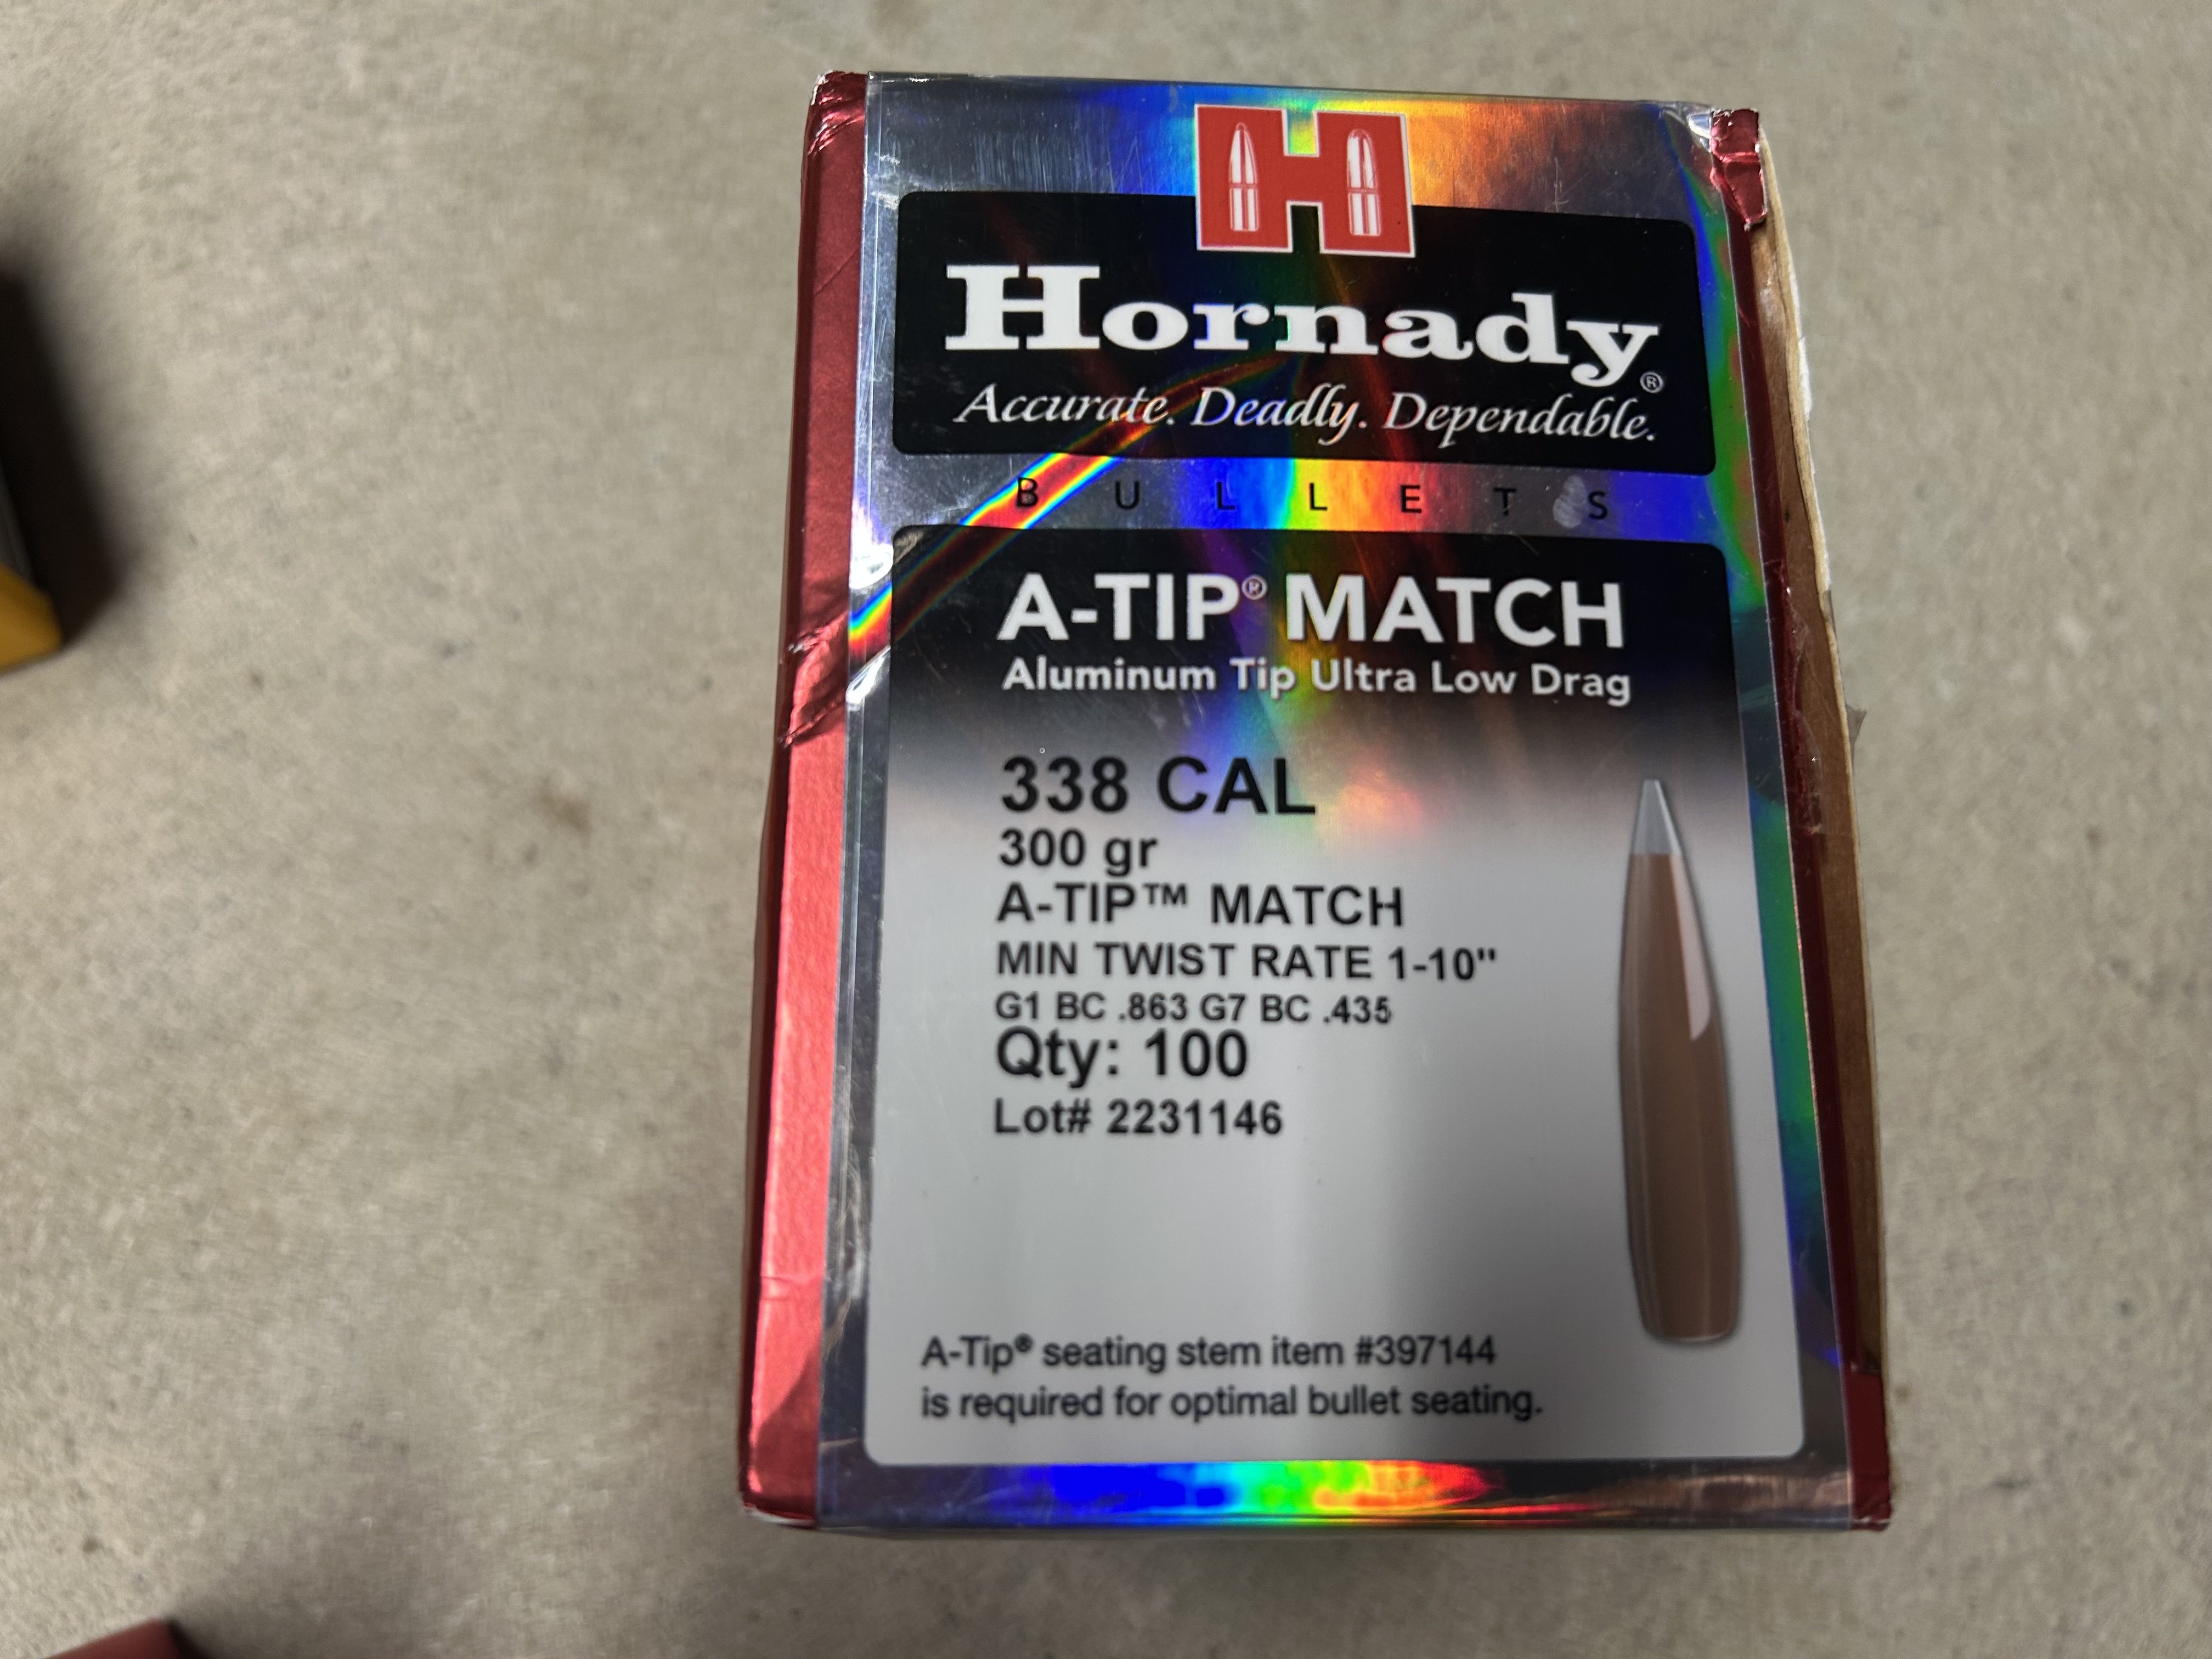 H
Hornady®
Accurate. Deadly. Dependable.
BULLETS
A-TIP® MATCH
Aluminum Tip Ultra Low Drag
338 CAL
300 gr
A-TIP™ MATCH
MIN TWIST RATE 1-10"
G1 BC .863 G7 BC .435
Qty: 100
Lot# 2231146
A-Tip® seating stem item #397144
is required for optimal bullet seating.